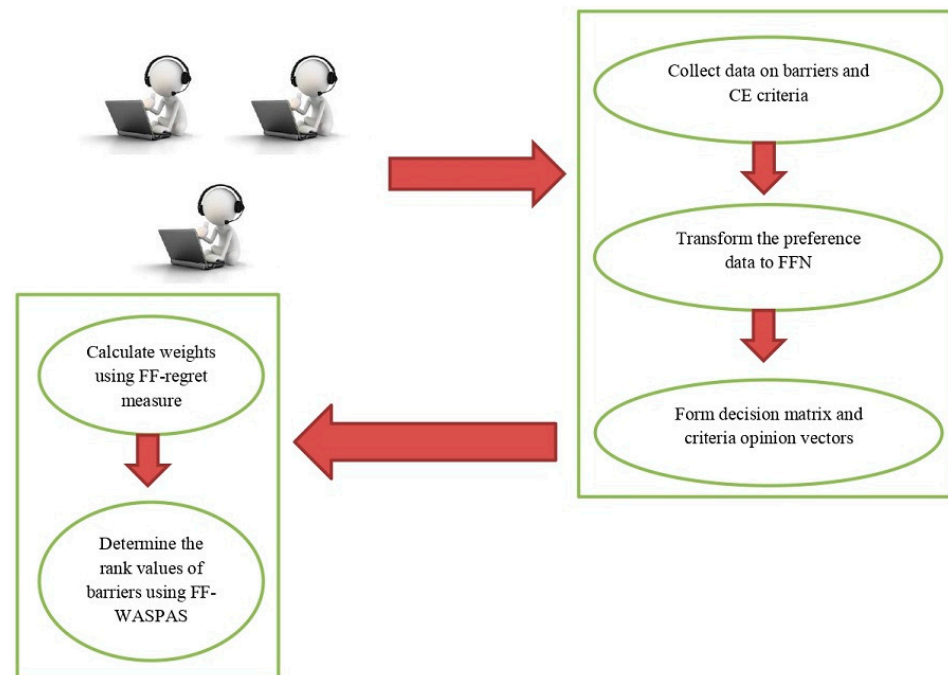 Collect data on barriers and
CE criteria
Transform the preference
data to FFN
Form decision matrix and
criteria opinion vectors
Calculate weights
using FF-regret
measure
Determine the
rank values of
barriers using FF-
WASPAS